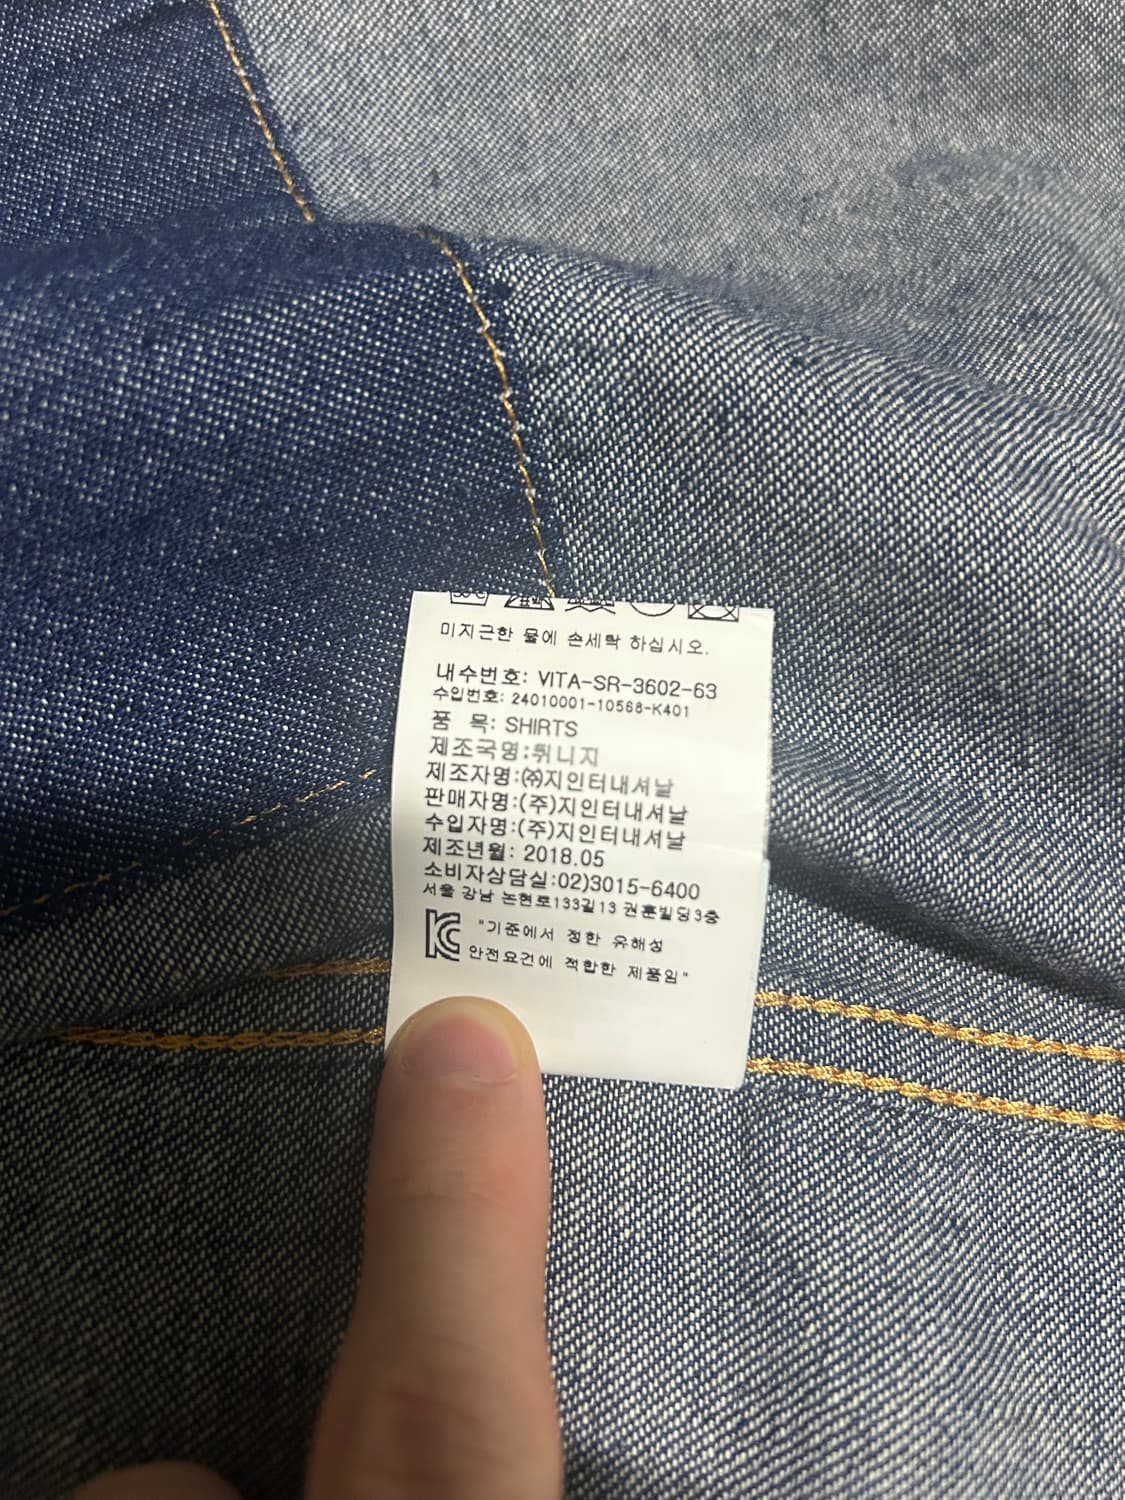 미지근한 물에 손세탁 하십시오.
내수번호: VITA-SR-3602-63
수입번호: 24010001-10568-K401
품 목: SHIRTS
제조국명:튀니지
제조자명:㈜지인터내셔날
판매자명:(주)지인터내셔날
수입자명:(주)지인터내셔날
제조년월: 2018.05
소비자상담실:02)3015-6400
서울 강남 논현로133길13 권훈빌딩3층
"기준에서 정한 유해성
안전요건에 적합한 제품임"